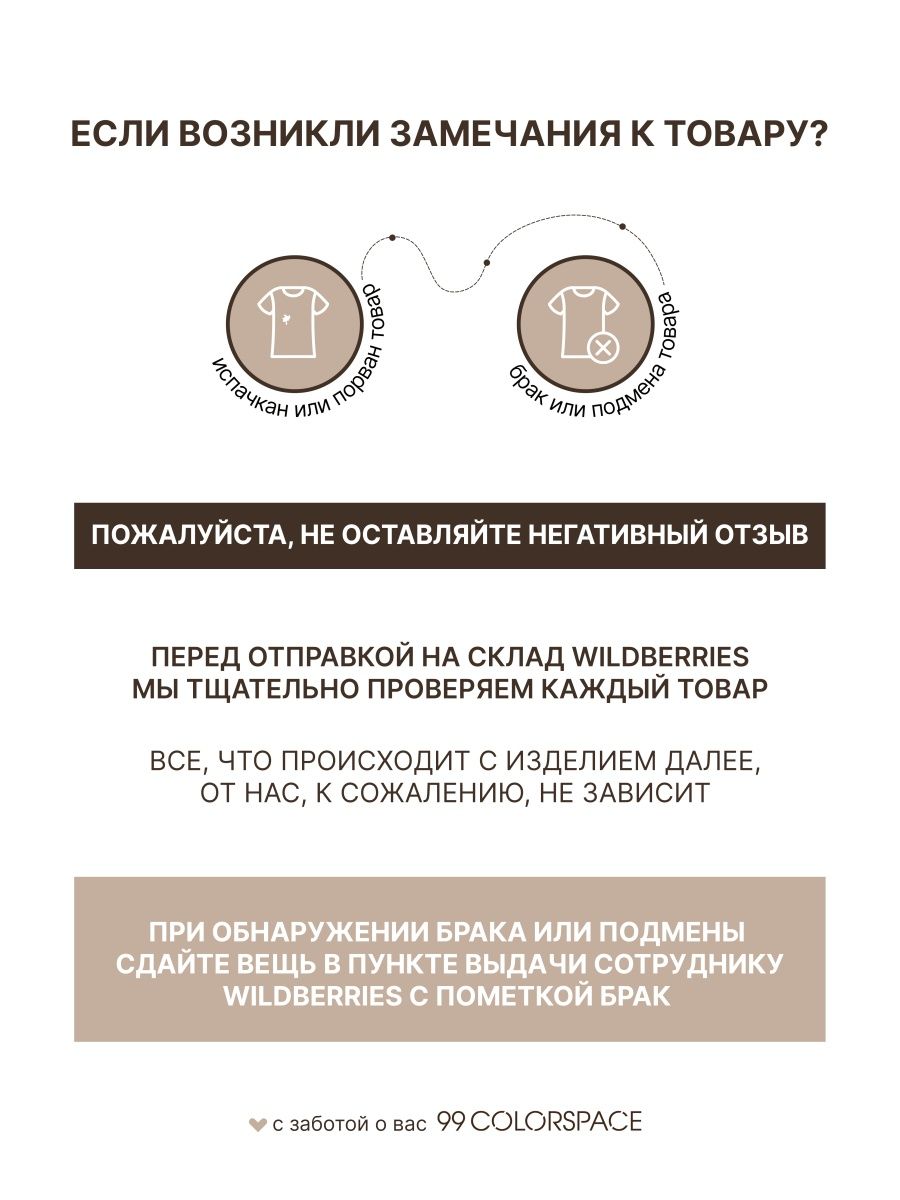 ЕСЛИ ВОЗНИКЛИ ЗАМЕЧАНИЯ К ТОВАРУ?
испачкан или порван товар
брак или подмена товара
ПОЖАЛУЙСТА, НЕ ОСТАВЛЯЙТЕ НЕГАТИВНЫЙ ОТЗЫВ
ПЕРЕД ОТПРАВКОЙ НА СКЛАД WILDBERRIES
МЫ ТЩАТЕЛЬНО ПРОВЕРЯЕМ КАЖДЫЙ ТОВАР
ВСЕ, ЧТО ПРОИСХОДИТ С ИЗДЕЛИЕМ ДАЛЕЕ,
ОТ НАС, К СОЖАЛЕНИЮ, НЕ ЗАВИСИТ
ПРИ ОБНАРУЖЕНИИ БРАКА ИЛИ ПОДМЕНЫ
СДАЙТЕ ВЕЩЬ В ПУНКТЕ ВЫДАЧИ СОТРУДНИКУ
WILDBERRIES С ПОМЕТКОЙ БРАК
с заботой о вас 99 COLORSPACE